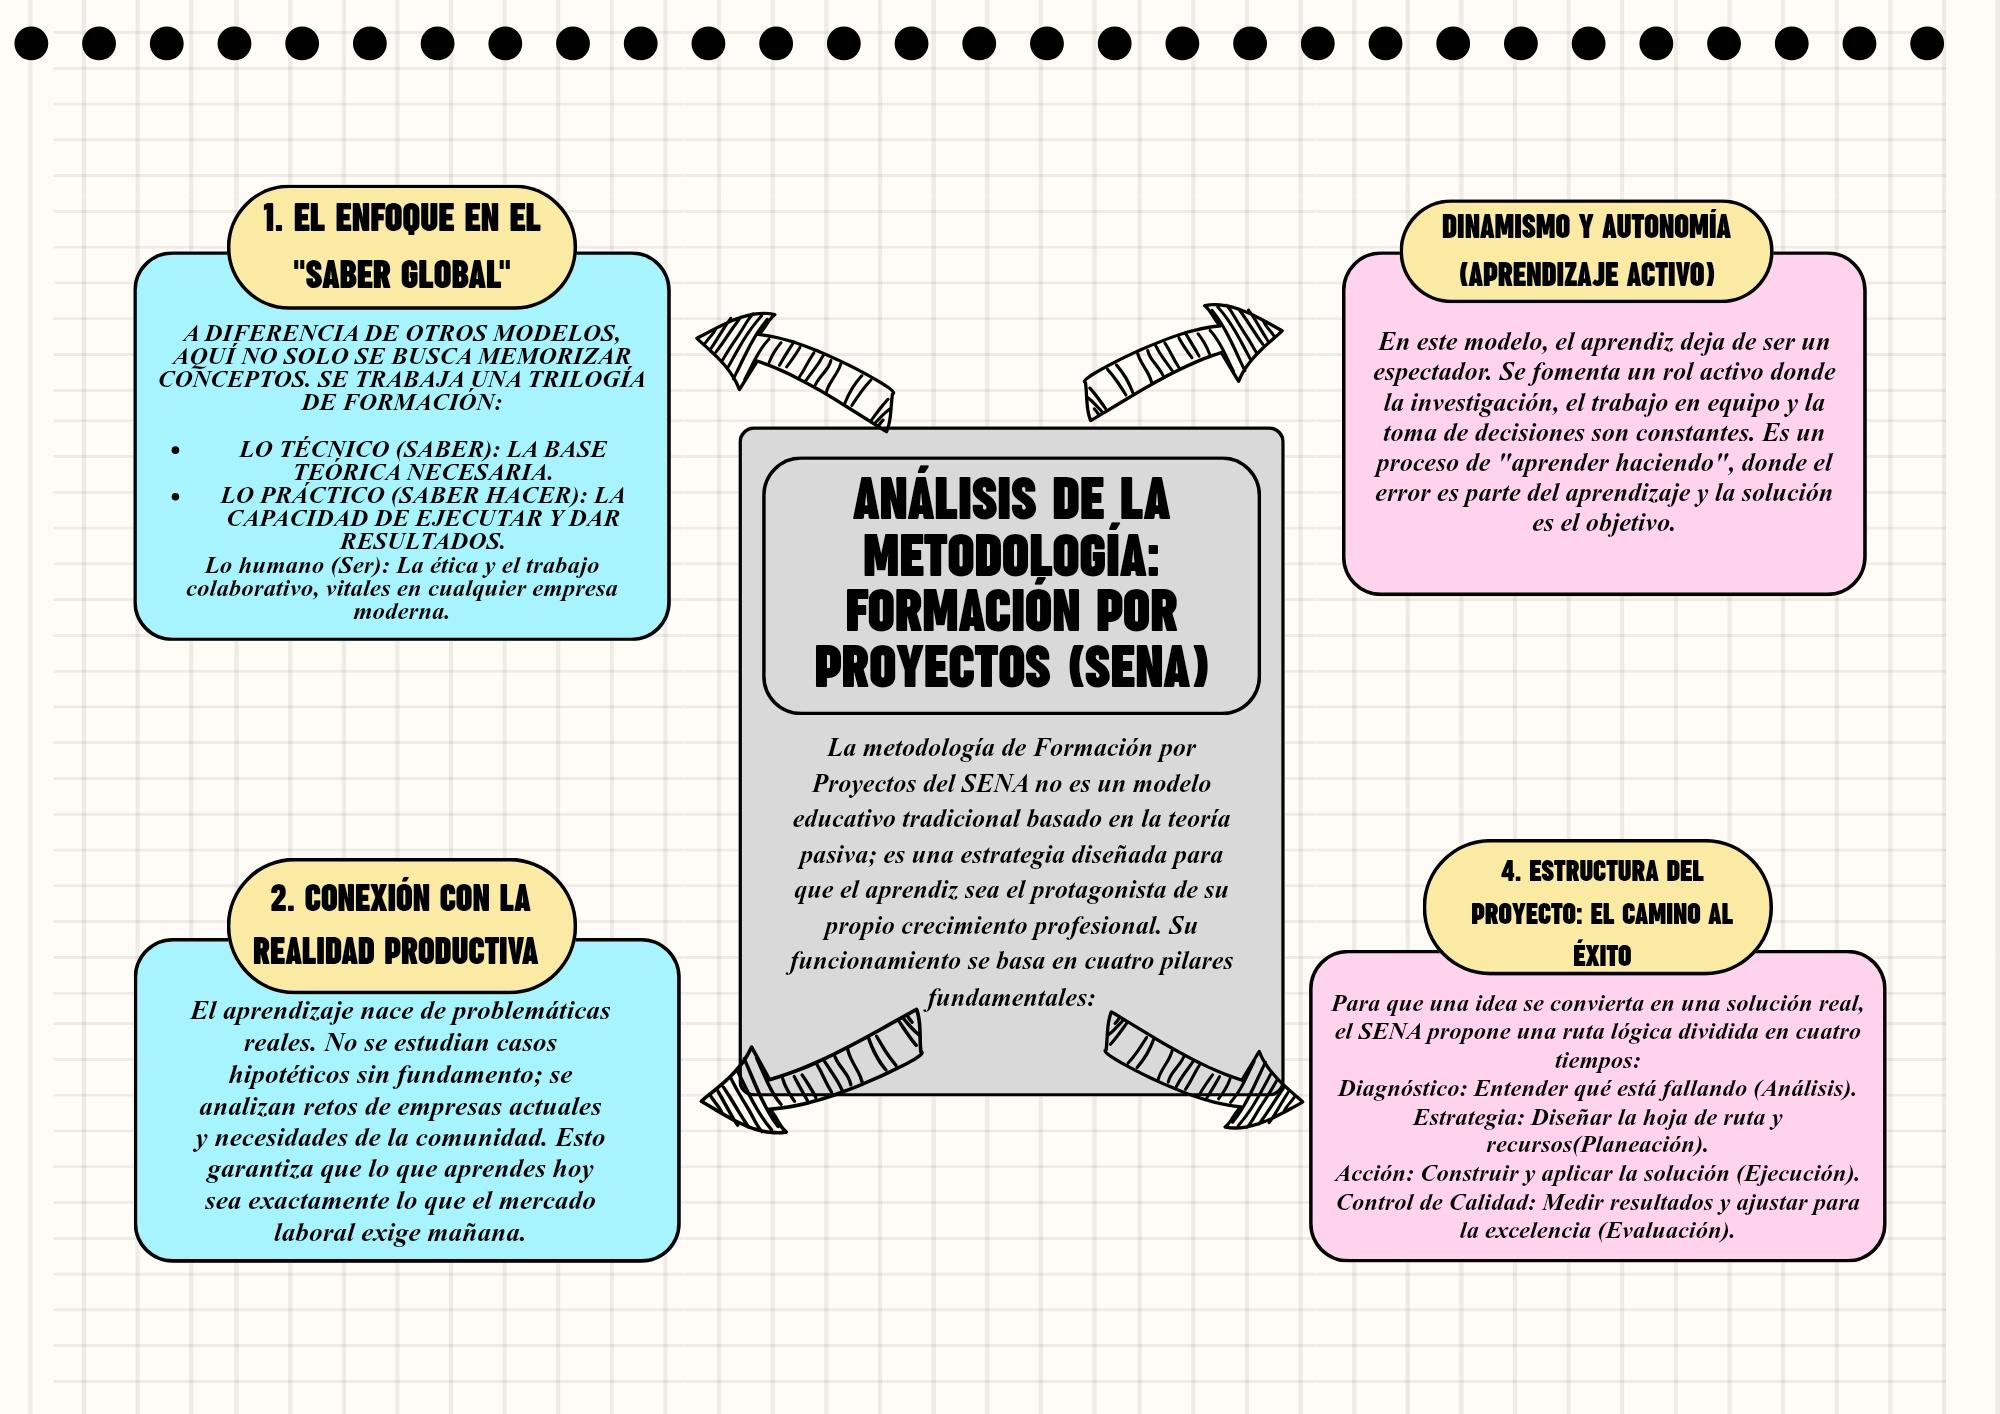 1. EL ENFOQUE EN EL
"SABER GLOBAL"
A DIFERENCIA DE OTROS MODELOS,
AQUÍ NO SOLO SE BUSCA MEMORIZAR
CONCEPTOS. SE TRABAJA UNA TRILOGÍA
DE FORMACIÓN:
• LO TÉCNICO (SABER): LA BASE
TEÓRICA NECESARIA.
• LO PRÁCTICO (SABER HACER): LA
CAPACIDAD DE EJECUTAR Y DAR
RESULTADOS.
Lo humano (Ser): La ética y el trabajo
colaborativo, vitales en cualquier empresa
moderna.
2. CONEXIÓN CON LA
REALIDAD PRODUCTIVA
El aprendizaje nace de problemáticas
reales. No se estudian casos
hipotéticos sin fundamento; se
analizan retos de empresas actuales
y necesidades de la comunidad. Esto
garantiza que lo que aprendes hoy
sea exactamente lo que el mercado
laboral exige mañana.
ANÁLISIS DE LA
METODOLOGÍA:
FORMACIÓN POR
PROYECTOS (SENA)
La metodología de Formación por
Proyectos del SENA no es un modelo
educativo tradicional basado en la teoría
pasiva; es una estrategia diseñada para
que el aprendiz sea el protagonista de su
propio crecimiento profesional. Su
funcionamiento se basa en cuatro pilares
fundamentales:
DINAMISMO Y AUTONOMÍA
(APRENDIZAJE ACTIVO)
En este modelo, el aprendiz deja de ser un
espectador. Se fomenta un rol activo donde
la investigación, el trabajo en equipo y la
toma de decisiones son constantes. Es un
proceso de "aprender haciendo", donde el
error es parte del aprendizaje y la solución
es el objetivo.
4. ESTRUCTURA DEL
PROYECTO: EL CAMINO AL
ÉXITO
Para que una idea se convierta en una solución real,
el SENA propone una ruta lógica dividida en cuatro
tiempos:
Diagnóstico: Entender qué está fallando (Análisis).
Estrategia: Diseñar la hoja de ruta y
recursos(Planeación).
Acción: Construir y aplicar la solución (Ejecución).
Control de Calidad: Medir resultados y ajustar para
la excelencia (Evaluación).